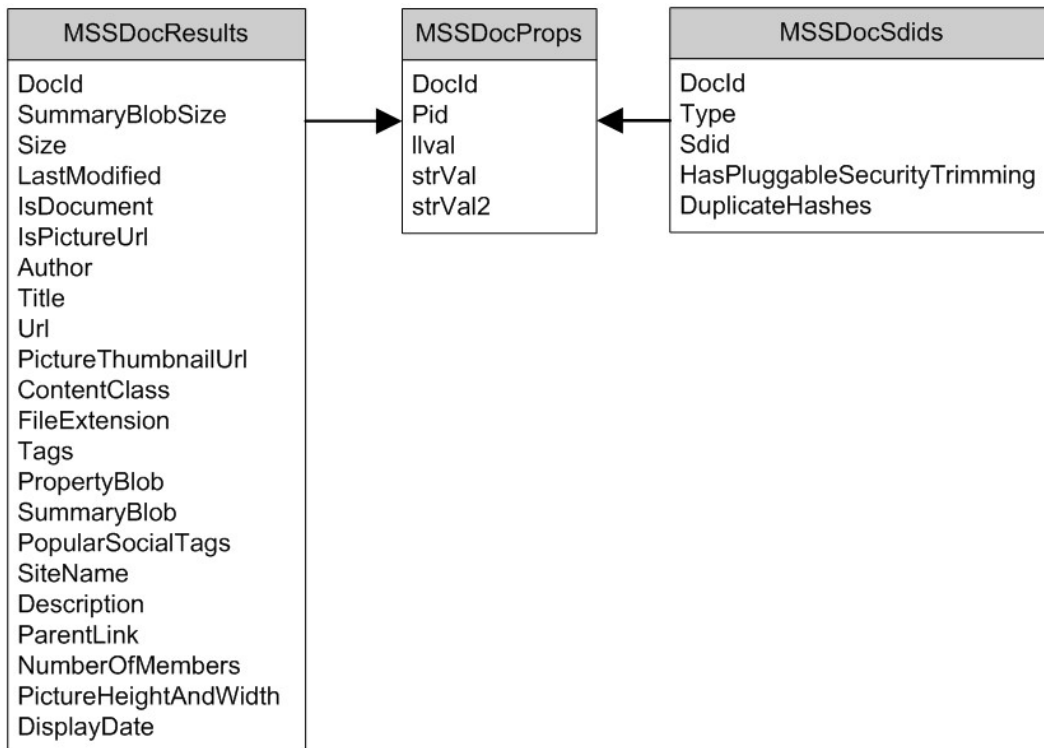 MSSDocResults
DocId
SummaryBlobSize
Size
LastModified
IsDocument
IsPictureUrl
Author
Title
Url
PictureThumbnailUrl
ContentClass
FileExtension
Tags
PropertyBlob
SummaryBlob
PopularSocialTags
SiteName
Description
ParentLink
NumberOfMembers
PictureHeightAndWidth
DisplayDate
MSSDocProps
DocId
Pid
llval
strVal
strVal2
MSSDocSdids
DocId
Type
Sdid
HasPluggableSecurityTrimming
DuplicateHashes